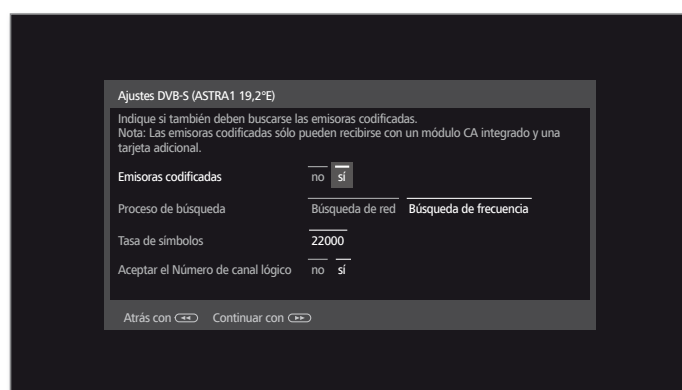 Ajustes DVB-S (ASTRA1 19,2°E)
Indique si también deben buscarse las emisoras codificadas.
Nota: Las emisoras codificadas sólo pueden recibirse con un módulo CA integrado y una
tarjeta adicional.
Emisoras codificadas no sí
Proceso de búsqueda Búsqueda de red Búsqueda de frecuencia
Tasa de símbolos 22000
Aceptar el Número de canal lógico no sí
Atrás con Continuar con